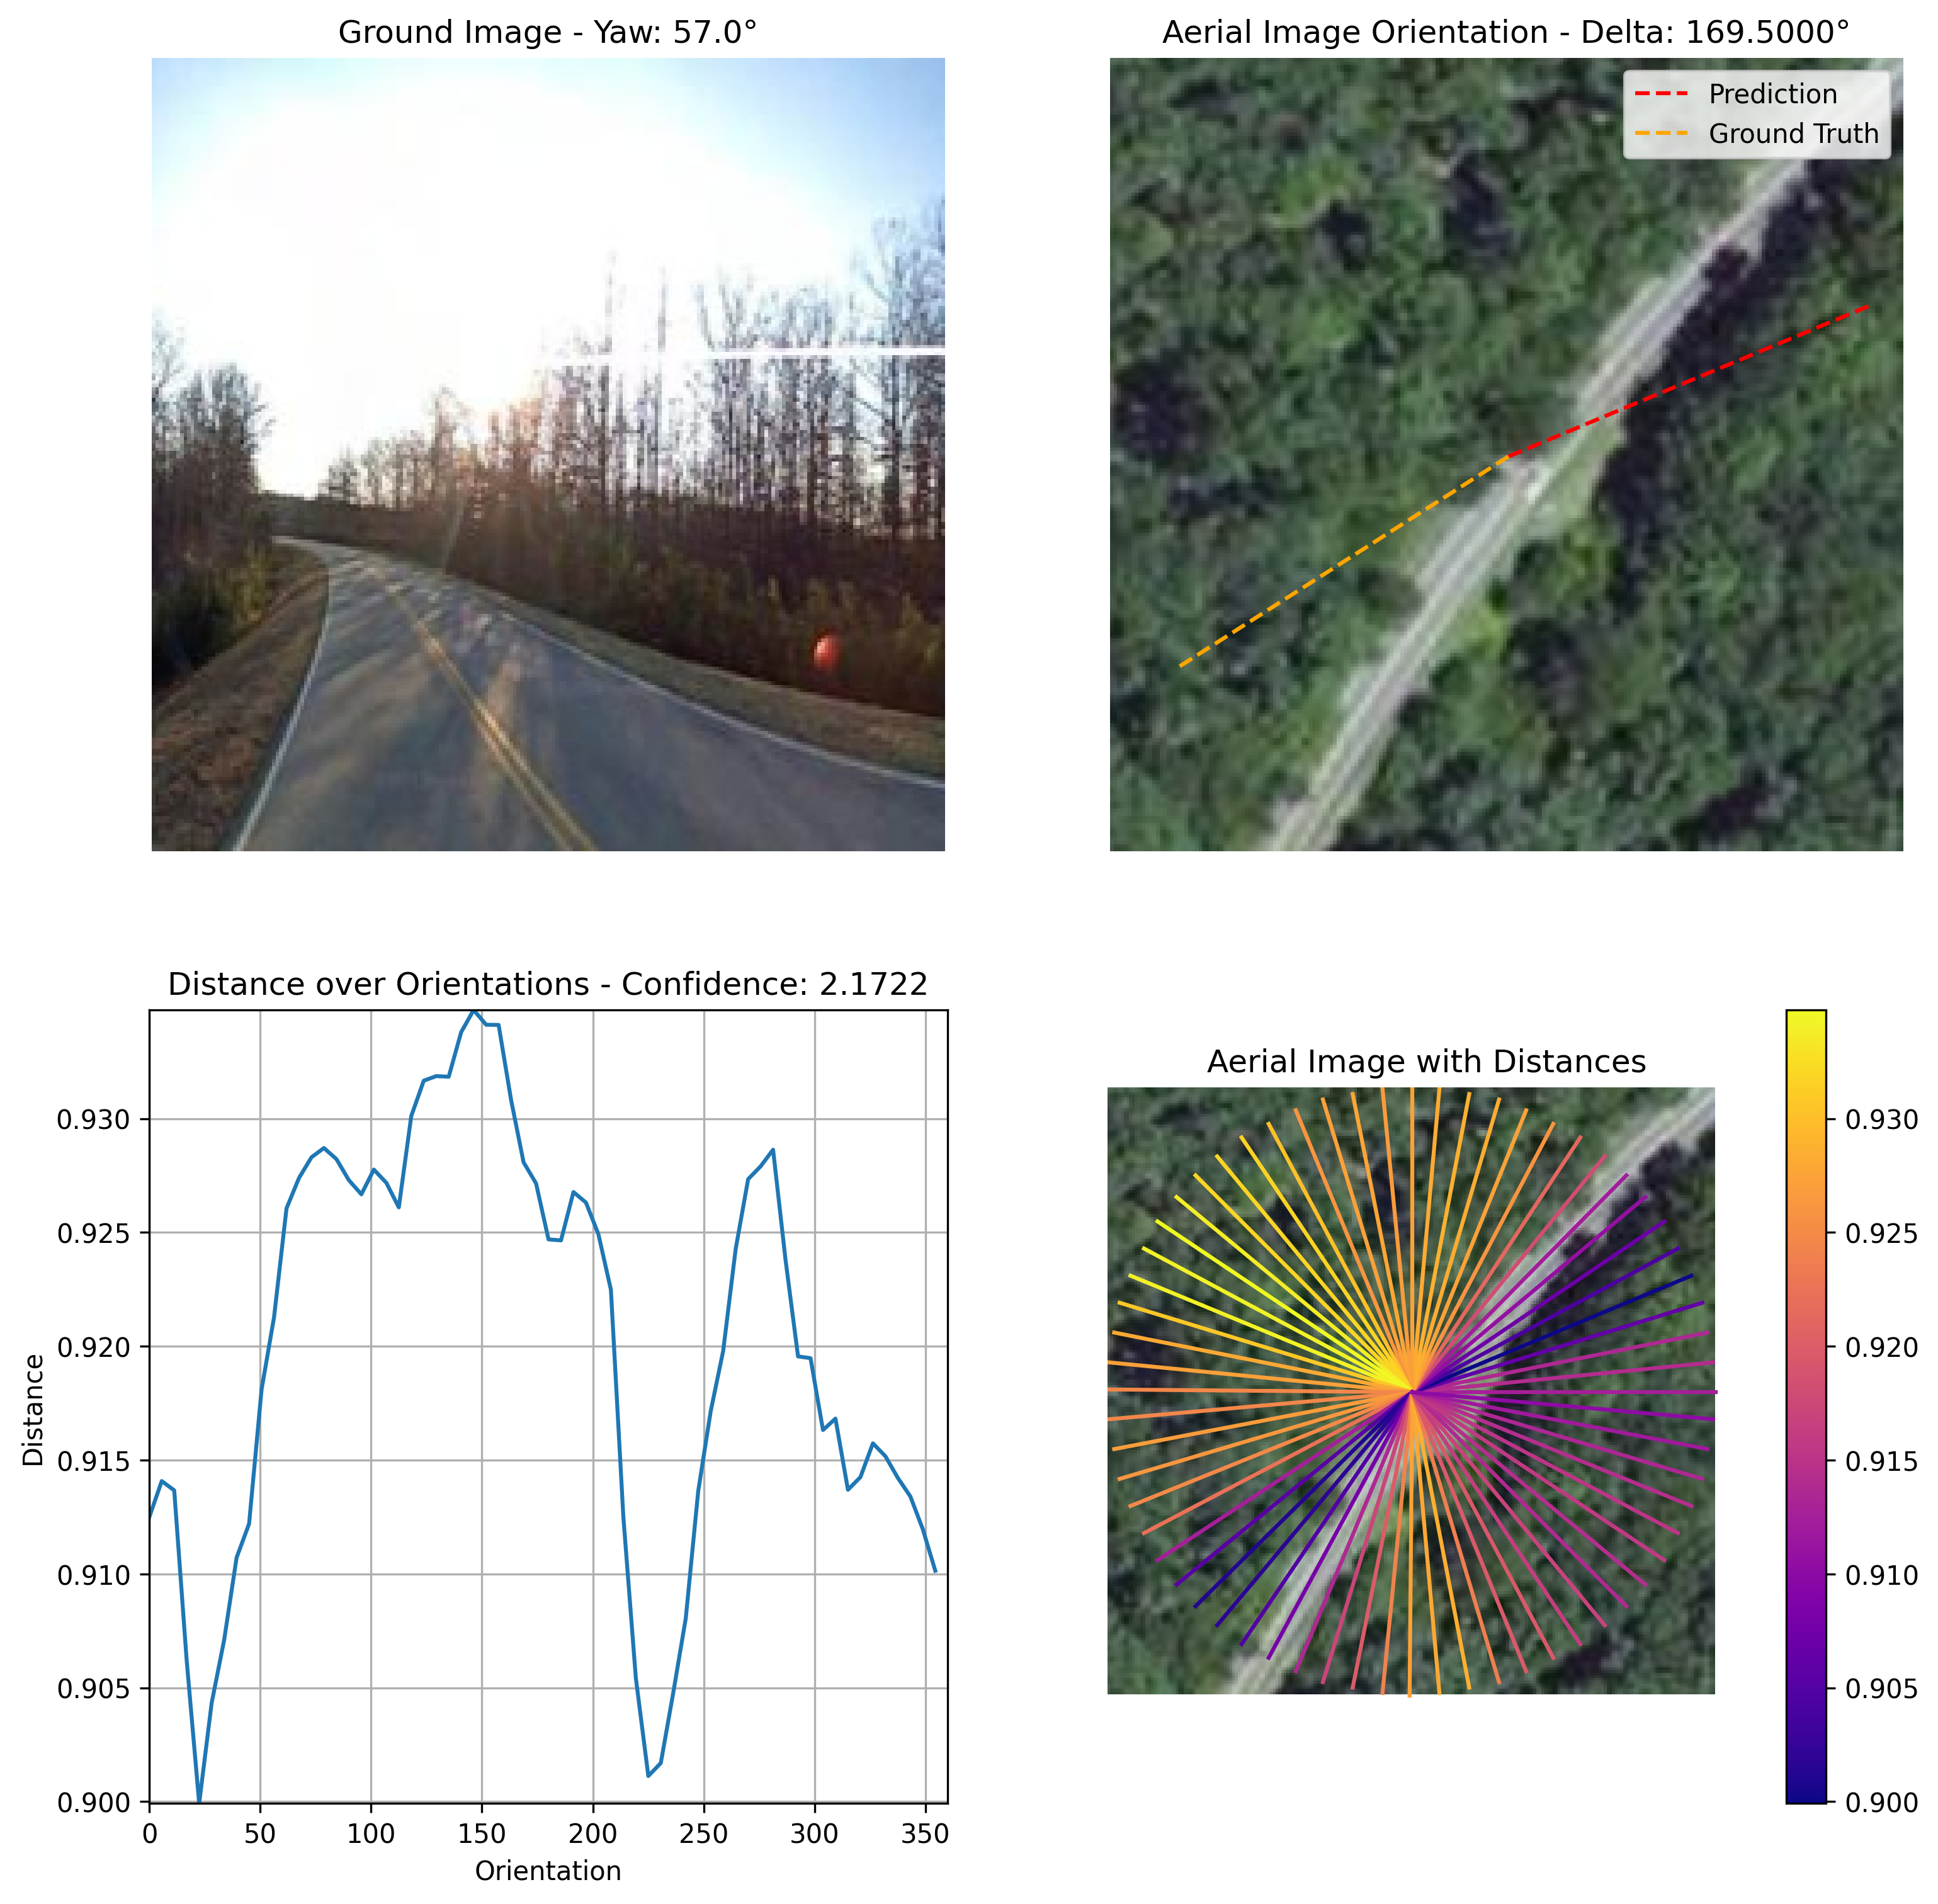 Ground Image - Yaw: 57.0°
Aerial Image Orientation - Delta: 169.5000°
Prediction
Ground Truth
Distance over Orientations - Confidence: 2.1722
0.930
0.925
0.920
0.915
0.910
0.905
0.900
Distance
0 50 100 150 200 250 300 350
Orientation
Aerial Image with Distances
0.930
0.925
0.920
0.915
0.910
0.905
0.900